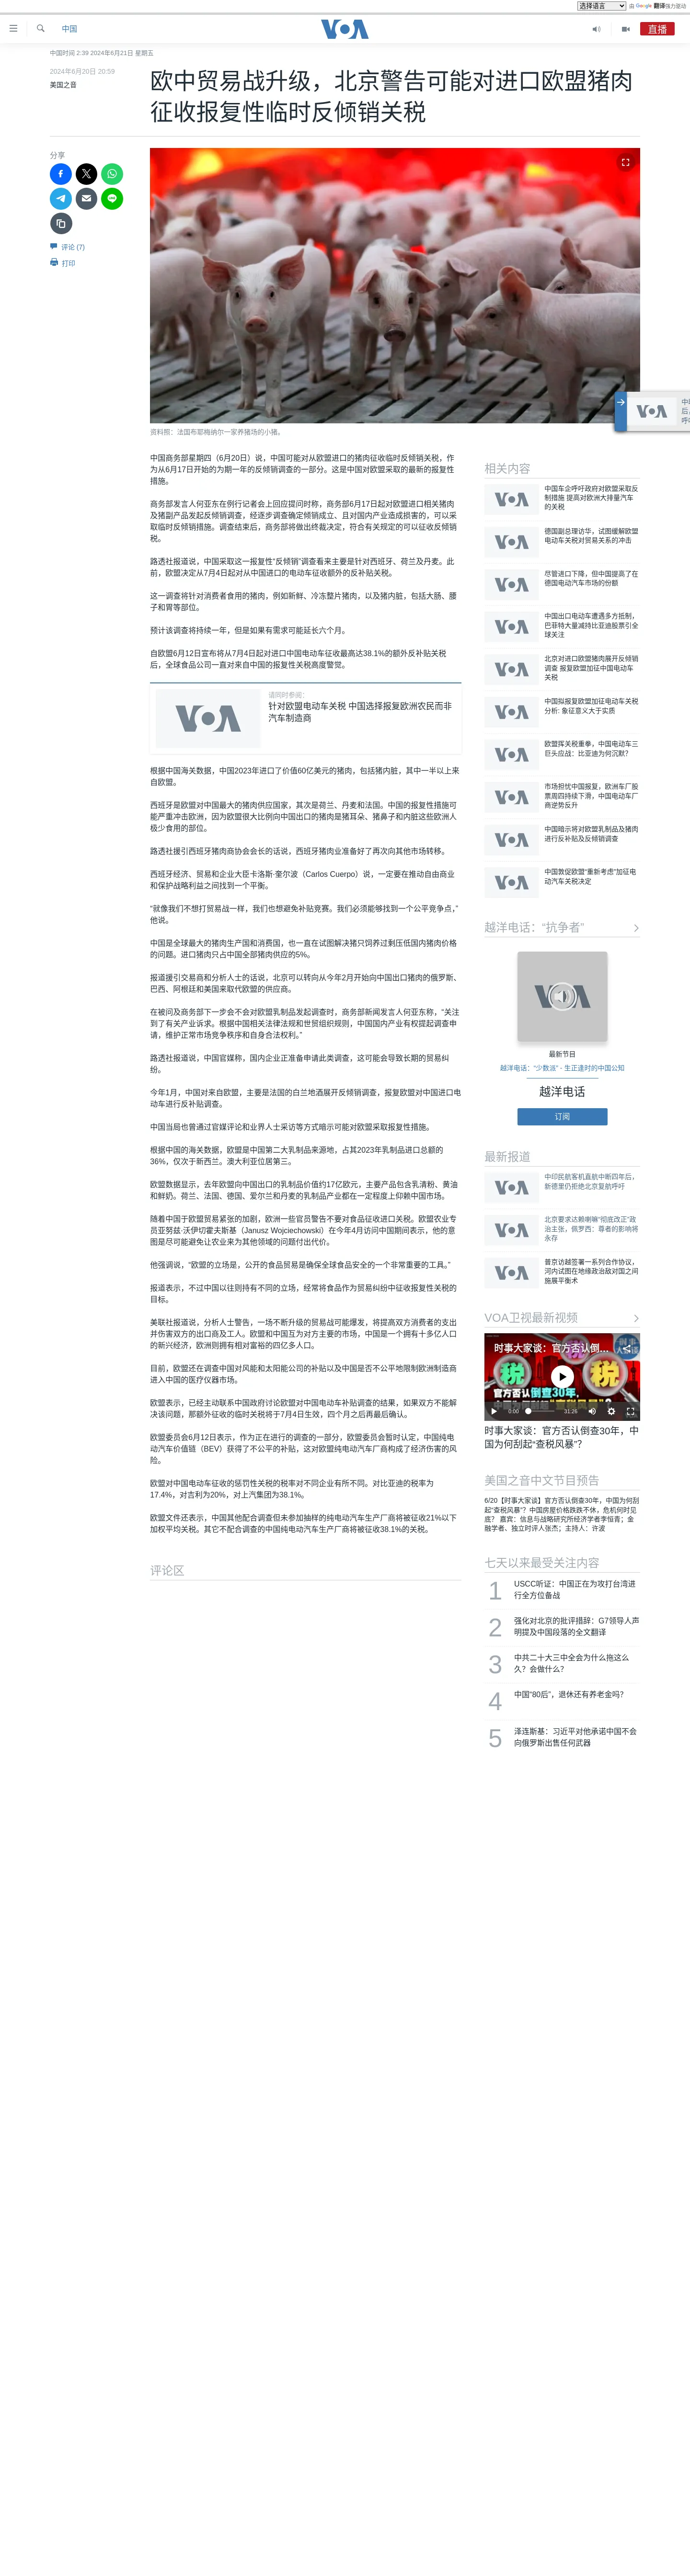 选择语言 由 Google 翻译强力驱动
中国
VOA
直播
中国时间 2:39 2024年6月21日 星期五
2024年6月20日 20:59
美国之音
欧中贸易战升级，北京警告可能对进口欧盟猪肉
征收报复性临时反倾销关税
分享
评论 (7)
打印
资料照：法国布耶梅纳尔一家养猪场的小猪。
中国商务部星期四（6月20日）说，中国可能对从欧盟进口的猪肉征收临时反倾销关税，作
为从6月17日开始的为期一年的反倾销调查的一部分。这是中国对欧盟采取的最新的报复性
措施。
商务部发言人何亚东在例行记者会上回应提问时称，商务部6月17日起对欧盟进口相关猪肉
及猪副产品发起反倾销调查，经逐步调查确定倾销成立、且对国内产业造成损害的，可以采
取临时反倾销措施。调查结束后，商务部将做出终裁决定，符合有关规定的可以征收反倾销
税。
路透社报道说，中国采取这一报复性“反倾销”调查看来主要是针对西班牙、荷兰及丹麦。此
前，欧盟决定从7月4日起对从中国进口的电动车征收额外的反补贴关税。
这一调查将针对消费者食用的猪肉，例如新鲜、冷冻整片猪肉，以及猪内脏，包括大肠、腰
子和胃等部位。
预计该调查将持续一年，但是如果有需求可能延长六个月。
自欧盟6月12日宣布将从7月4日起对进口中国电动车征收最高达38.1%的额外反补贴关税
后，全球食品公司一直对来自中国的报复性关税高度警觉。
VOA
请同时参阅：
针对欧盟电动车关税 中国选择报复欧洲农民而非
汽车制造商
根据中国海关数据，中国2023年进口了价值60亿美元的猪肉，包括猪内脏，其中一半以上来
自欧盟。
西班牙是欧盟对中国最大的猪肉供应国家，其次是荷兰、丹麦和法国。中国的报复性措施可
能严重冲击欧洲，因为欧盟很大比例向中国出口的猪肉是猪耳朵、猪鼻子和内脏这些欧洲人
极少食用的部位。
路透社援引西班牙猪肉商协会会长的话说，西班牙猪肉业准备好了再次向其他市场转移。
西班牙经济、贸易和企业大臣卡洛斯·奎尔波（Carlos Cuerpo）说，一定要在推动自由商业
和保护战略利益之间找到一个平衡。
“就像我们不想打贸易战一样，我们也想避免补贴竞赛。我们必须能够找到一个公平竞争点，”
他说。
中国是全球最大的猪肉生产国和消费国，也一直在试图解决猪只饲养过剩压低国内猪肉价格
的问题。进口猪肉只占中国全部猪肉供应的5%。
报道援引交易商和分析人士的话说，北京可以转向从今年2月开始向中国出口猪肉的俄罗斯、
巴西、阿根廷和美国来取代欧盟的供应商。
在被问及商务部下一步会不会对欧盟乳制品发起调查时，商务部新闻发言人何亚东称，“关注
到了有关产业诉求。根据中国相关法律法规和世贸组织规则，中国国内产业有权提起调查申
请，维护正常市场竞争秩序和自身合法权利。”
路透社报道说，中国官媒称，国内企业正准备申请此类调查，这可能会导致长期的贸易纠
纷。
今年1月，中国对来自欧盟，主要是法国的白兰地酒展开反倾销调查，报复欧盟对中国进口电
动车进行反补贴调查。
中国当局也曾通过官媒评论和业界人士采访等方式暗示可能对欧盟采取报复性措施。
根据中国的海关数据，欧盟是中国第二大乳制品来源地，占其2023年乳制品进口总额的
36%，仅次于新西兰。澳大利亚位居第三。
欧盟数据显示，去年欧盟向中国出口的乳制品价值约17亿欧元，主要产品包含乳清粉、黄油
和鲜奶。荷兰、法国、德国、爱尔兰和丹麦的乳制品产业都在一定程度上仰赖中国市场。
随着中国于欧盟贸易紧张的加剧，欧洲一些官员警告不要对食品征收进口关税。欧盟农业专
员亚努兹·沃伊切霍夫斯基（Janusz Wojciechowski）在今年4月访问中国期间表示，他的意
图是尽可能避免让农业来为其他领域的问题付出代价。
他强调说，“欧盟的立场是，公开的食品贸易是确保全球食品安全的一个非常重要的工具。”
报道表示，不过中国以往则持有不同的立场，经常将食品作为贸易纠纷中征收报复性关税的
目标。
美联社报道说，分析人士警告，一场不断升级的贸易战可能爆发，将提高双方消费者的支出
并伤害双方的出口商及工人。欧盟和中国互为对方主要的市场，中国是一个拥有十多亿人口
的新兴经济，欧洲则拥有相对富裕的四亿多人口。
目前，欧盟还在调查中国对风能和太阳能公司的补贴以及中国是否不公平地限制欧洲制造商
进入中国的医疗仪器市场。
欧盟表示，已经主动联系中国政府讨论欧盟对中国电动车补贴调查的结果，如果双方不能解
决该问题，那额外征收的临时关税将于7月4日生效，四个月之后再最后确认。
欧盟委员会6月12日表示，作为正在进行的调查的一部分，欧盟委员会暂时认定，中国纯电
动汽车价值链（BEV）获得了不公平的补贴，这对欧盟纯电动汽车厂商构成了经济伤害的风
险。
欧盟对中国电动车征收的惩罚性关税的税率对不同企业有所不同。对比亚迪的税率为
17.4%，对吉利为20%，对上汽集团为38.1%。
欧盟文件还表示，中国其他配合调查但未参加抽样的纯电动汽车生产厂商将被征收21%以下
加权平均关税。其它不配合调查的中国纯电动汽车生产厂商将被征收38.1%的关税。
评论区
VOA
相关内容
中国车企呼吁政府对欧盟采取反
制措施 提高对欧洲大排量汽车
的关税
德国副总理访华，试图缓解欧盟
电动车关税对贸易关系的冲击
尽管进口下降，但中国提高了在
德国电动汽车市场的份额
中国出口电动车遭遇多方抵制，
巴菲特大量减持比亚迪股票引全
球关注
北京对进口欧盟猪肉展开反倾销
调查 报复欧盟加征中国电动车
关税
中国拟报复欧盟加征电动车关税
分析: 象征意义大于实质
欧盟挥关税重拳，中国电动车三
巨头应战：比亚迪为何沉默？
市场担忧中国报复，欧洲车厂股
票周四持续下滑，中国电动车厂
商逆势反升
中国暗示将对欧盟乳制品及猪肉
进行反补贴及反倾销调查
中国敦促欧盟“重新考虑”加征电
动汽车关税决定
越洋电话：“抗争者”
最新节目
越洋电话：“少数派” - 生正逢时的中国公知
越洋电话
订阅
最新报道
中印民航客机直航中断四年后，
新德里仍拒绝北京复航呼吁
北京要求达赖喇嘛“彻底改正”政
治主张，佩罗西：尊者的影响将
永存
普京访越签署一系列合作协议，
河内试图在地缘政治敌对国之间
施展平衡术
VOA卫视最新视频
时事大家谈：官方否认倒...
税 税
官方否认倒查30年，
0:00 31:26
时事大家谈：官方否认倒查30年，中
国为何刮起“查税风暴”？
美国之音中文节目预告
6/20【时事大家谈】官方否认倒查30年，中国为何刮
起“查税风暴”？中国房屋价格跌跌不休，危机何时见
底？ 嘉宾：信息与战略研究所经济学者李恒青；金
融学者、独立时评人张杰；主持人：许波
七天以来最受关注内容
1 USCC听证：中国正在为攻打台湾进
行全方位备战
2 强化对北京的批评措辞：G7领导人声
明提及中国段落的全文翻译
3 中共二十大三中全会为什么拖这么
久？会做什么？
4 中国“80后”，退休还有养老金吗？
5 泽连斯基：习近平对他承诺中国不会
向俄罗斯出售任何武器